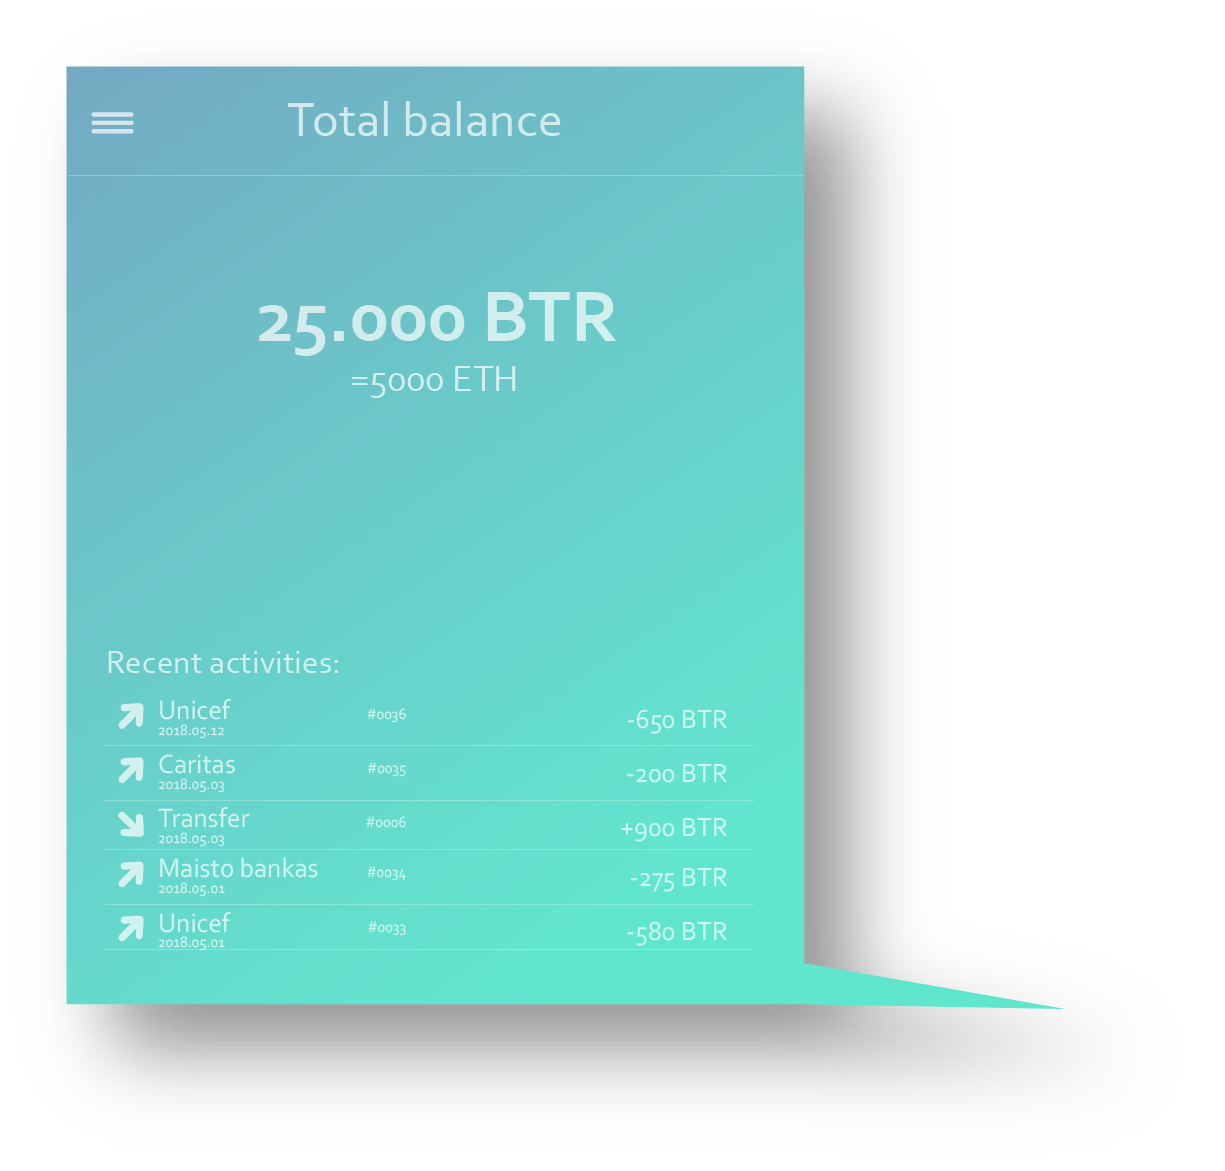 Total balance
25.000 BTR
=5000 ETH
Recent activities:
Unicef #0036 -650 BTR
2018.05.12
Caritas #0035 -200 BTR
2018.05.03
Transfer #0006 +900 BTR
2018.05.03
Maisto bankas #0034 -275 BTR
2018.05.01
Unicef #0033 -580 BTR
2018.05.01